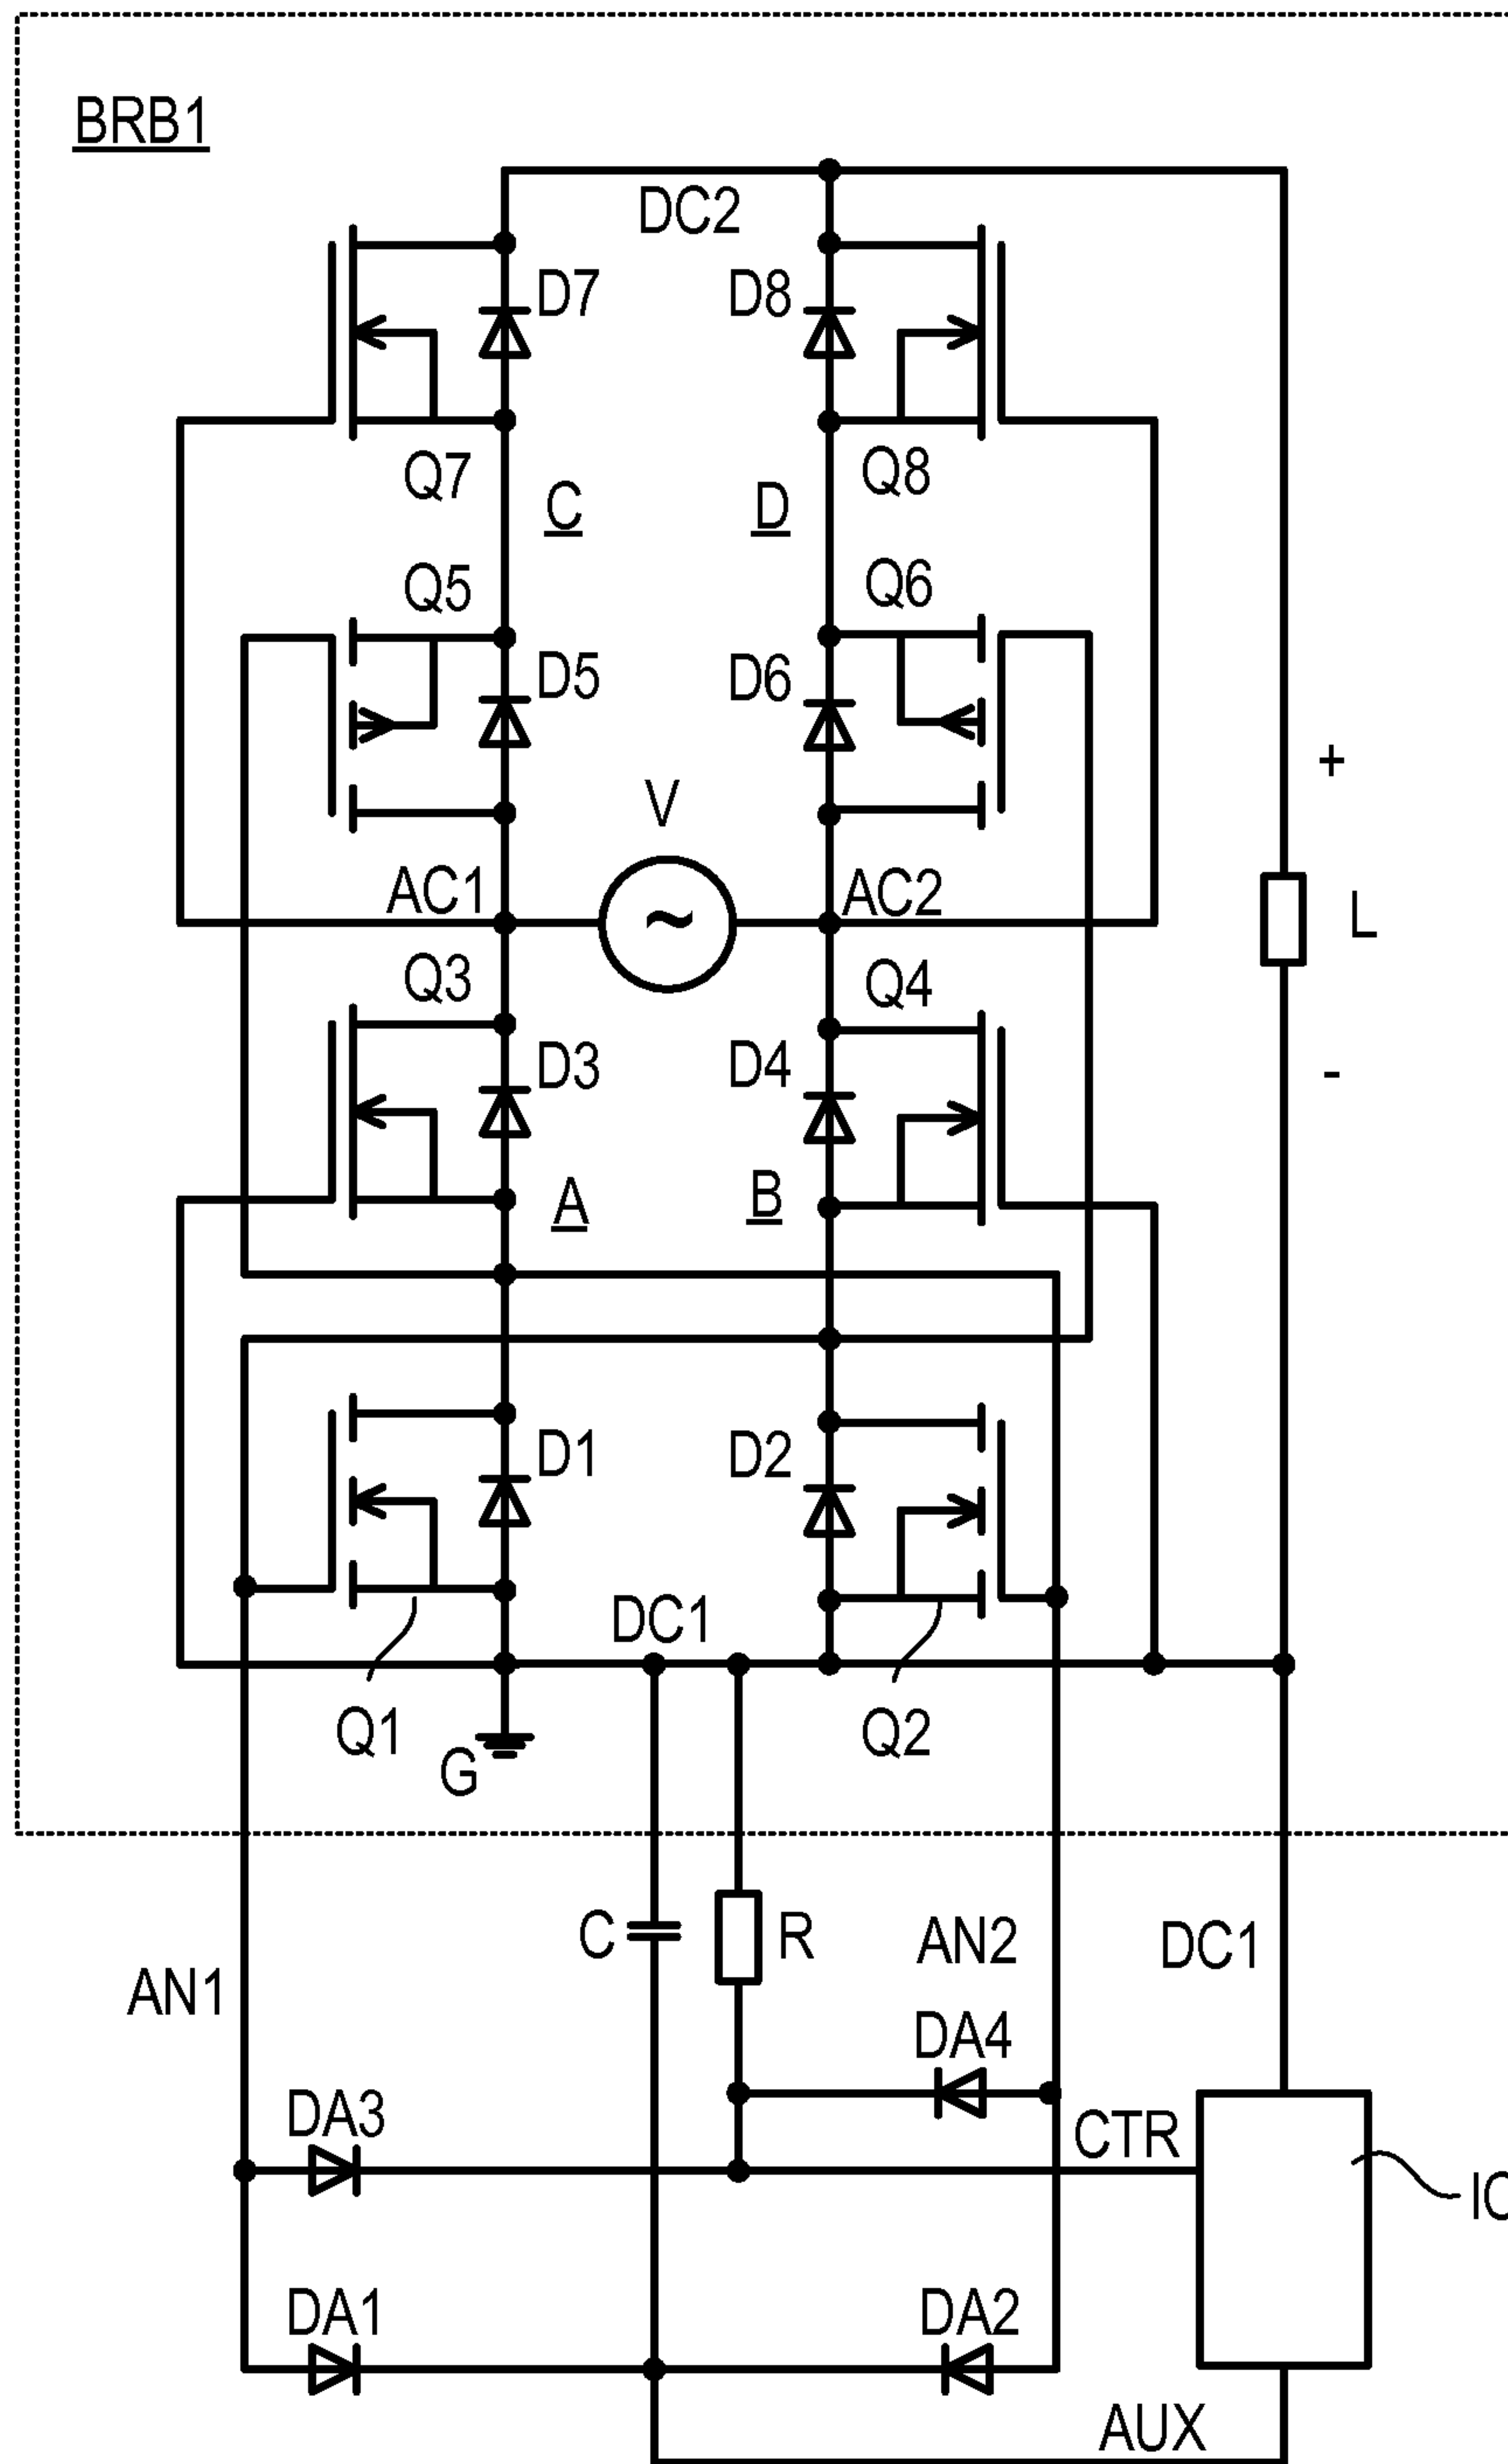 BRB1
DC2
D7
D8
Q7
Q8
C
D
Q5
Q6
D5
D6
+
V
AC1
~
AC2
L
Q3
Q4
D3
D4
-
A
B
D1
D2
DC1
Q1
Q2
G
C
R
AN2
DC1
AN1
DA4
DA3
CTR
DA1
DA2
AUX